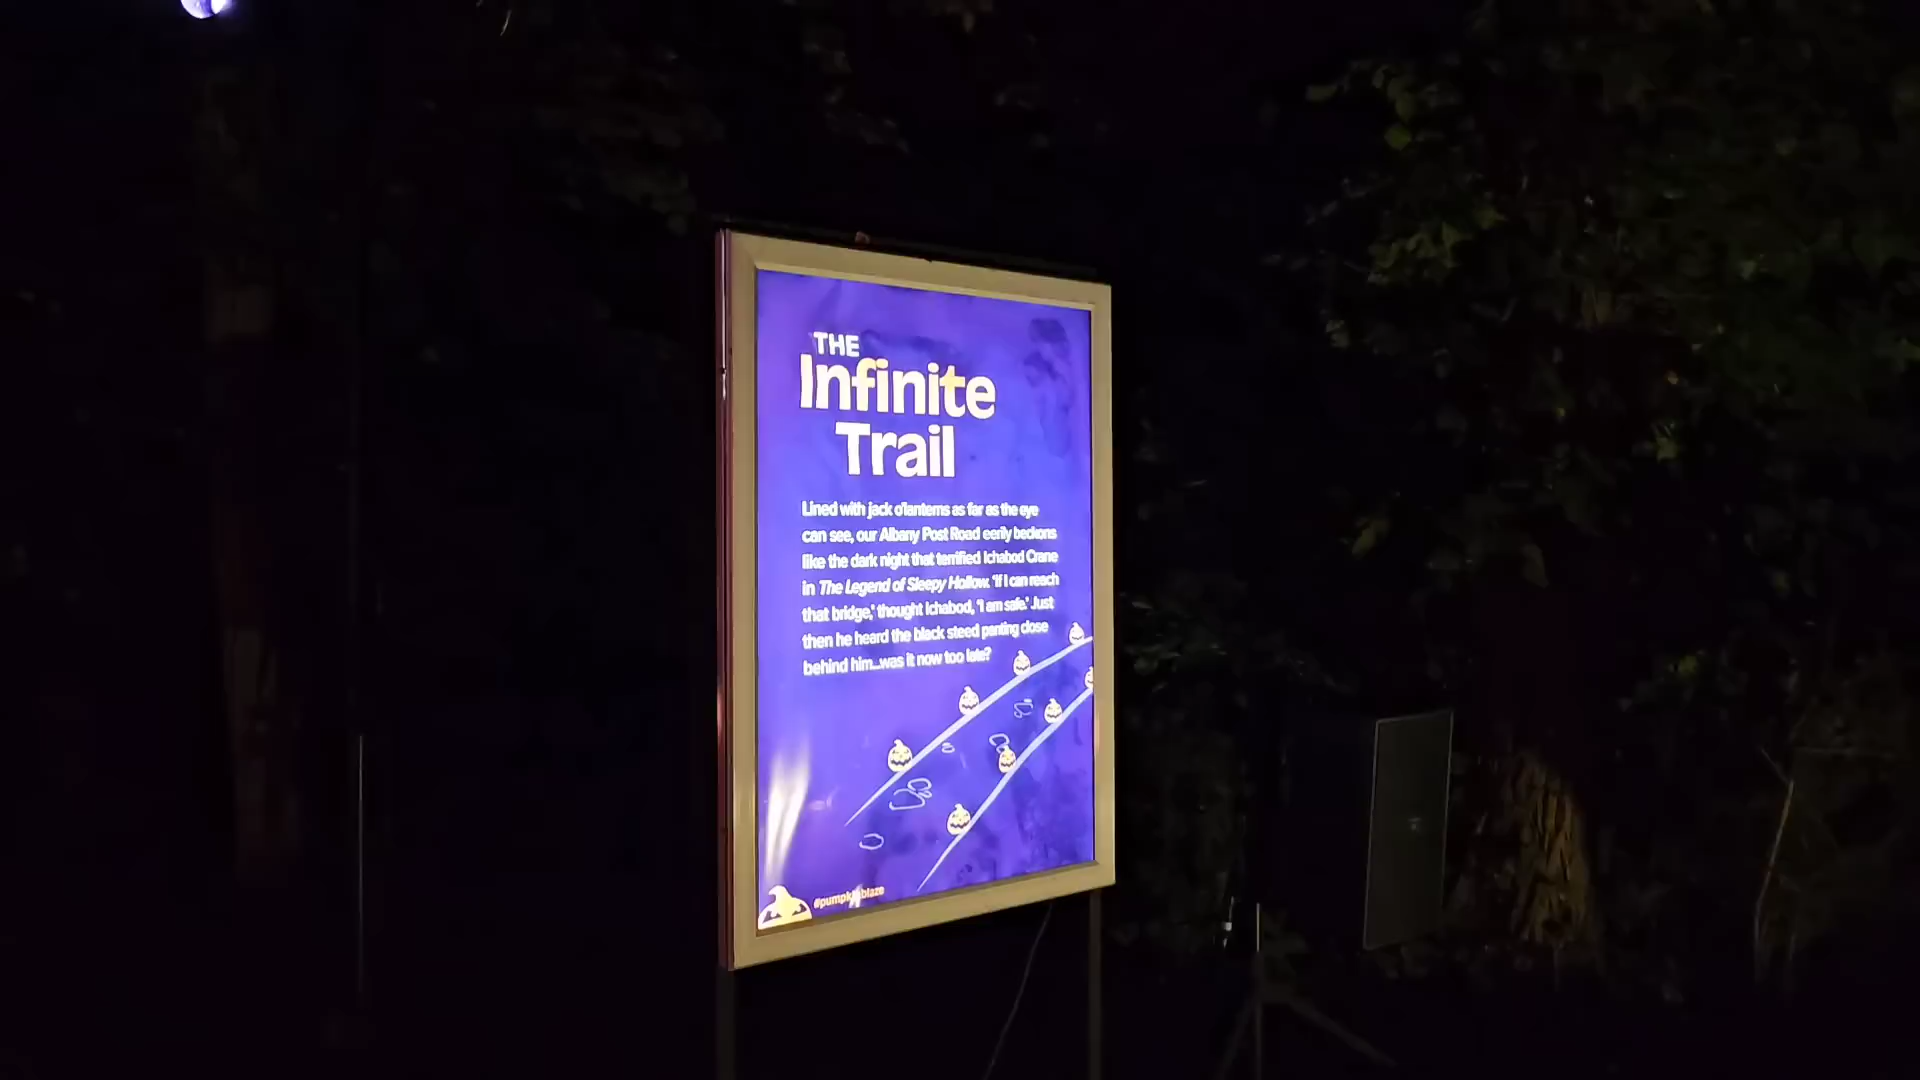 THE
Infinite
Trail
Lined with jack o'lanterns as far as the eye
can see, our Albany Post Road eerily beckons
like the dark night that terrified Ichabod Crane
in The Legend of Sleepy Hollow. "If I can reach
that bridge," thought Ichabod, "I am safe." Just
then he heard the black steed panting close
behind him...was it now too late?
#pumpkinblaze